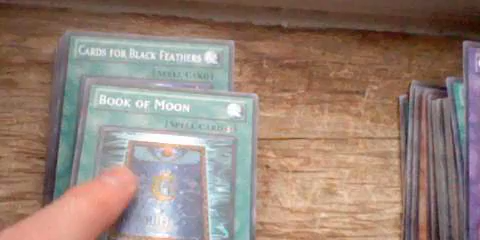 CARDS FOR BLACK FEATHERS
[SPELL CARD
BOOK OF MOON
[SPELL CARD